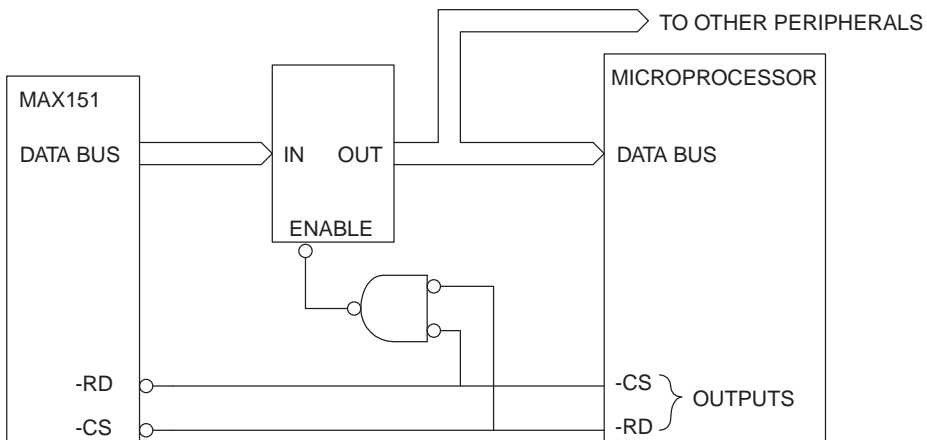 TO OTHER PERIPHERALS
MICROPROCESSOR
MAX151
DATA BUS
IN
OUT
DATA BUS
ENABLE
-RD
-CS
OUTPUTS
-CS
-RD